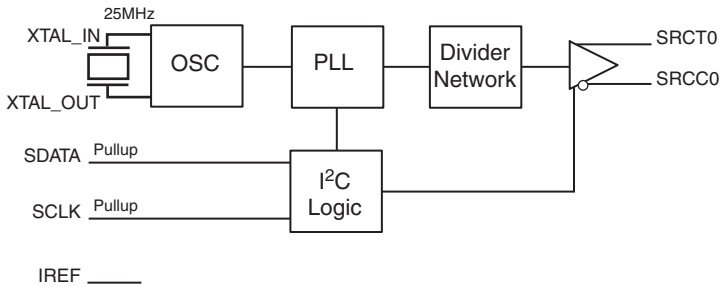 25MHz
XTAL_IN
OSC
PLL
Divider
Network
SRCT0
SRCC0
XTAL_OUT
SDATA Pullup
I²C
Logic
SCLK Pullup
IREF